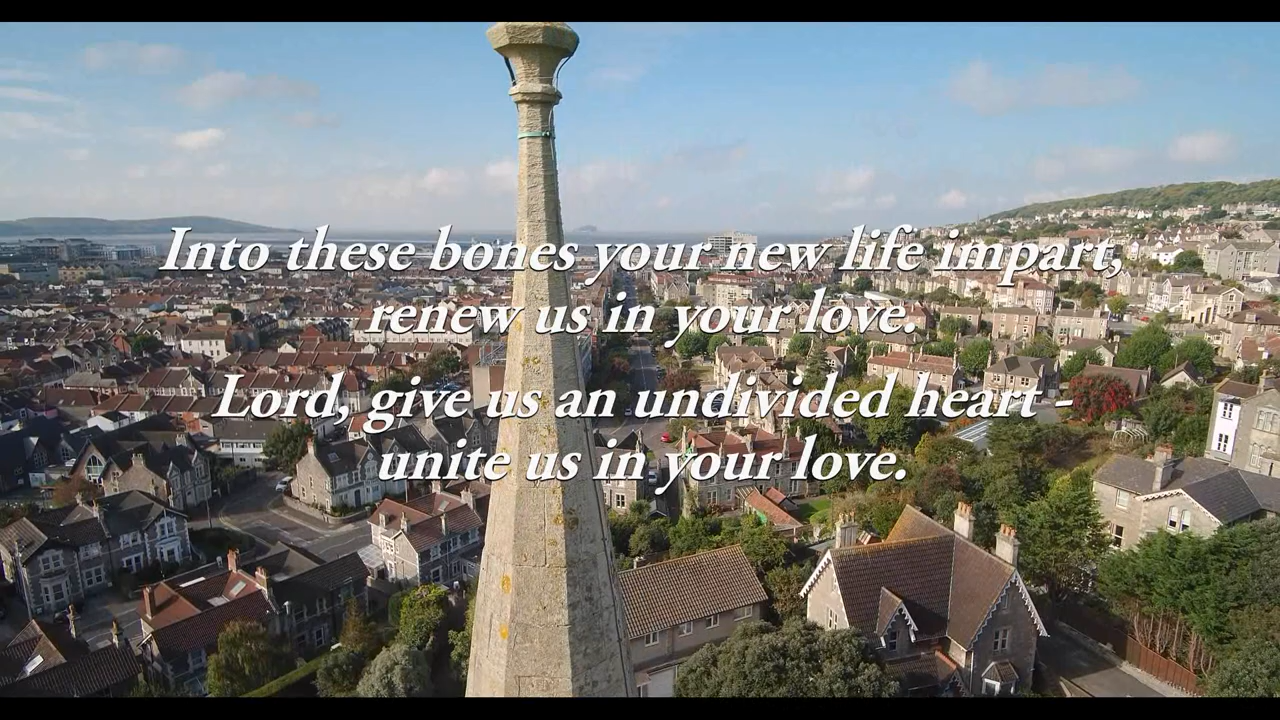 Into these bones your new life impart,
renew us in your love.
Lord, give us an undivided heart -
unite us in your love.